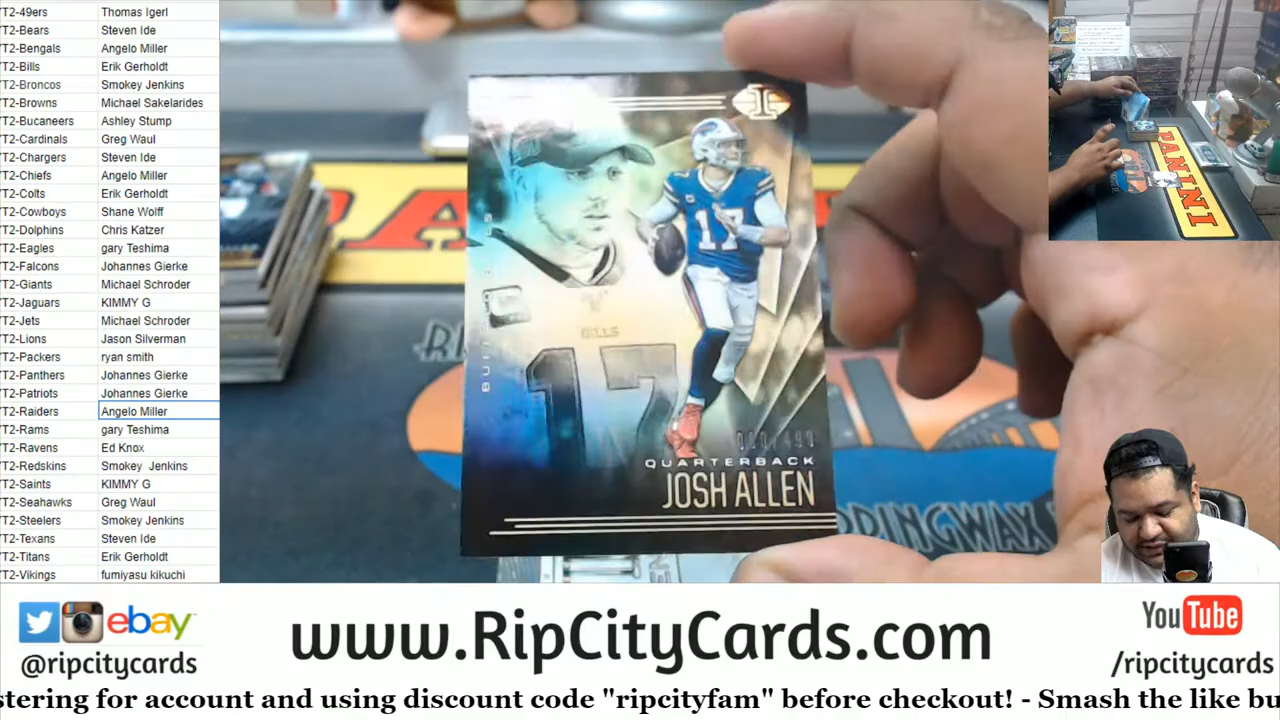 T2-49ers Thomas Igerl
T2-Bears Steven Ide
T2-Bengals Angelo Miller
T2-Bills Erik Gerholdt
T2-Broncos Smokey Jenkins
T2-Browns Michael Sakelarides
T2-Bucaneers Ashley Stump
T2-Cardinals Greg Waul
T2-Chargers Steven Ide
T2-Chiefs Angelo Miller
T2-Colts Erik Gerholdt
T2-Cowboys Shane Wolff
T2-Dolphins Chris Katzer
T2-Eagles gary Teshima
T2-Falcons Johannes Gierke
T2-Giants Michael Schroder
T2-Jaguars KIMMY G
T2-Jets Michael Schroder
T2-Lions Jason Silverman
T2-Packers ryan smith
T2-Panthers Johannes Gierke
T2-Patriots Johannes Gierke
T2-Raiders Angelo Miller
T2-Rams gary Teshima
T2-Ravens Ed Knox
T2-Redskins Smokey Jenkins
T2-Saints KIMMY G
T2-Seahawks Greg Waul
T2-Steelers Smokey Jenkins
T2-Texans Steven Ide
T2-Titans Erik Gerholdt
T2-Vikings fumiyasu kikuchi
I
17
BILLS
17
QUARTERBACK
JOSH ALLEN
PANINI
ebay
@ripcitycards
www.RipCityCards.com
YouTube
/ripcitycards
stering for account and using discount code "ripcityfam" before checkout! - Smash the like bu